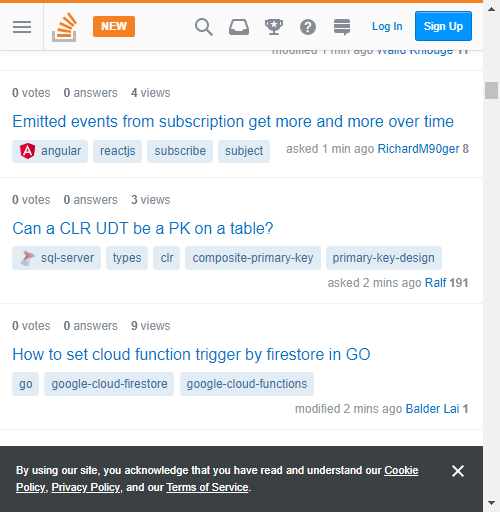 NEW
Log In
Sign Up
modified 1 min ago Walid Khlouge 11
0 votes 0 answers 4 views
Emitted events from subscription get more and more over time
angular reactjs subscribe subject
asked 1 min ago RichardM90ger 8
0 votes 0 answers 3 views
Can a CLR UDT be a PK on a table?
sql-server types clr composite-primary-key primary-key-design
asked 2 mins ago Ralf 191
0 votes 0 answers 9 views
How to set cloud function trigger by firestore in GO
go google-cloud-firestore google-cloud-functions
modified 2 mins ago Balder Lai 1
By using our site, you acknowledge that you have read and understand our Cookie
Policy, Privacy Policy, and our Terms of Service.